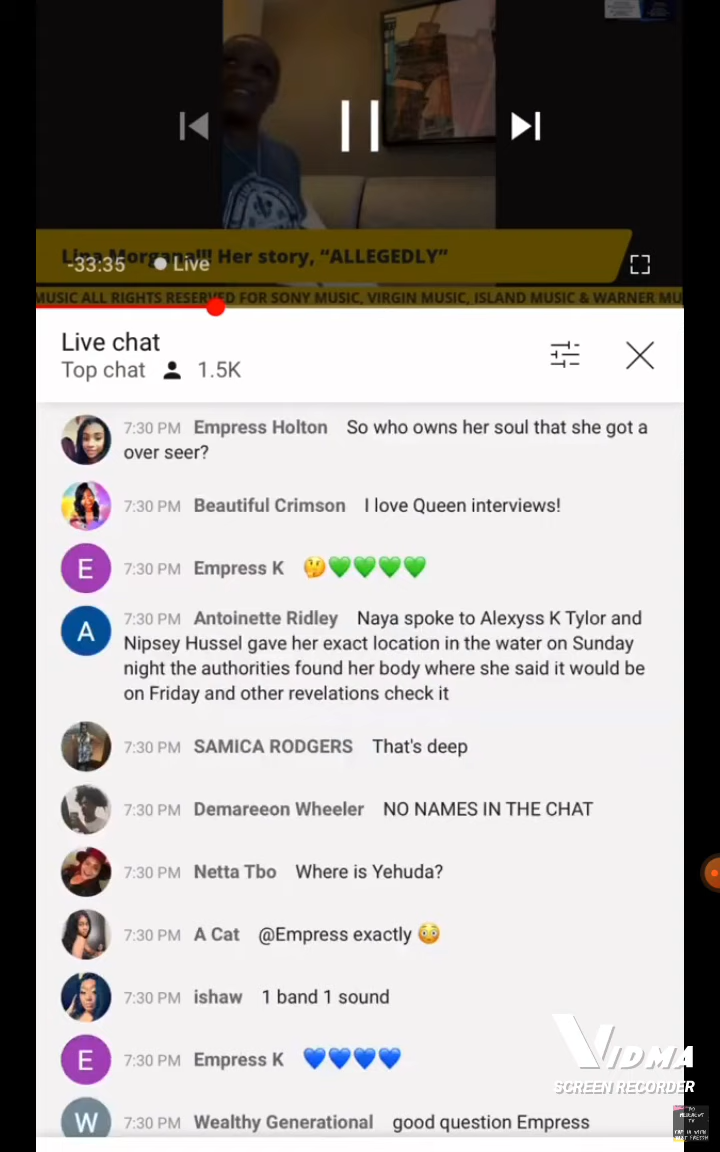 Lina Morgana!!! Her story, “ALLEGEDLY”
-33:35 Live
MUSIC ALL RIGHTS RESERVED FOR SONY MUSIC, VIRGIN MUSIC, ISLAND MUSIC & WARNER MU
Live chat
Top chat 1.5K
7:30 PM Empress Holton So who owns her soul that she got a
over seer?
7:30 PM Beautiful Crimson I love Queen interviews!
E 7:30 PM Empress K 🤔💚💚💚💚
A 7:30 PM Antoinette Ridley Naya spoke to Alexyss K Tylor and
Nipsey Hussel gave her exact location in the water on Sunday
night the authorities found her body where she said it would be
on Friday and other revelations check it
7:30 PM SAMICA RODGERS That's deep
7:30 PM Demareeon Wheeler NO NAMES IN THE CHAT
7:30 PM Netta Tbo Where is Yehuda?
7:30 PM A Cat @Empress exactly 😳
7:30 PM ishaw 1 band 1 sound
E 7:30 PM Empress K 💙💙💙💙
VIDMA
SCREEN RECORDER
W 7:30 PM Wealthy Generational good question Empress